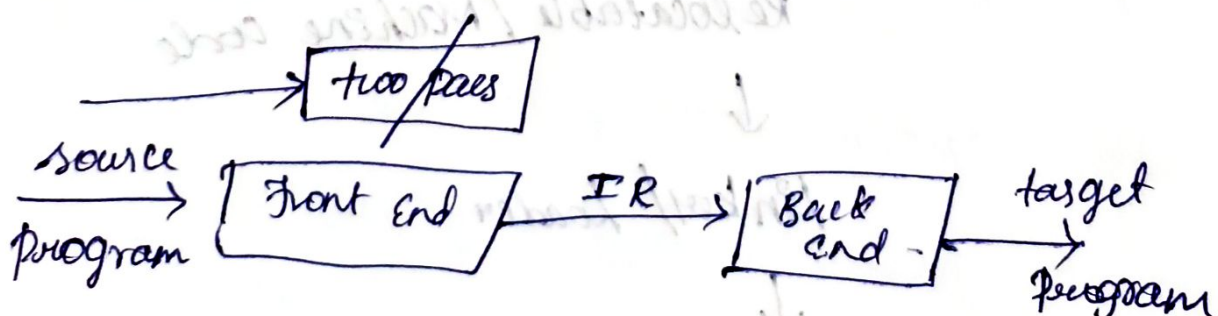 two pass
source
program
Front End
IR
Back
End
target
program